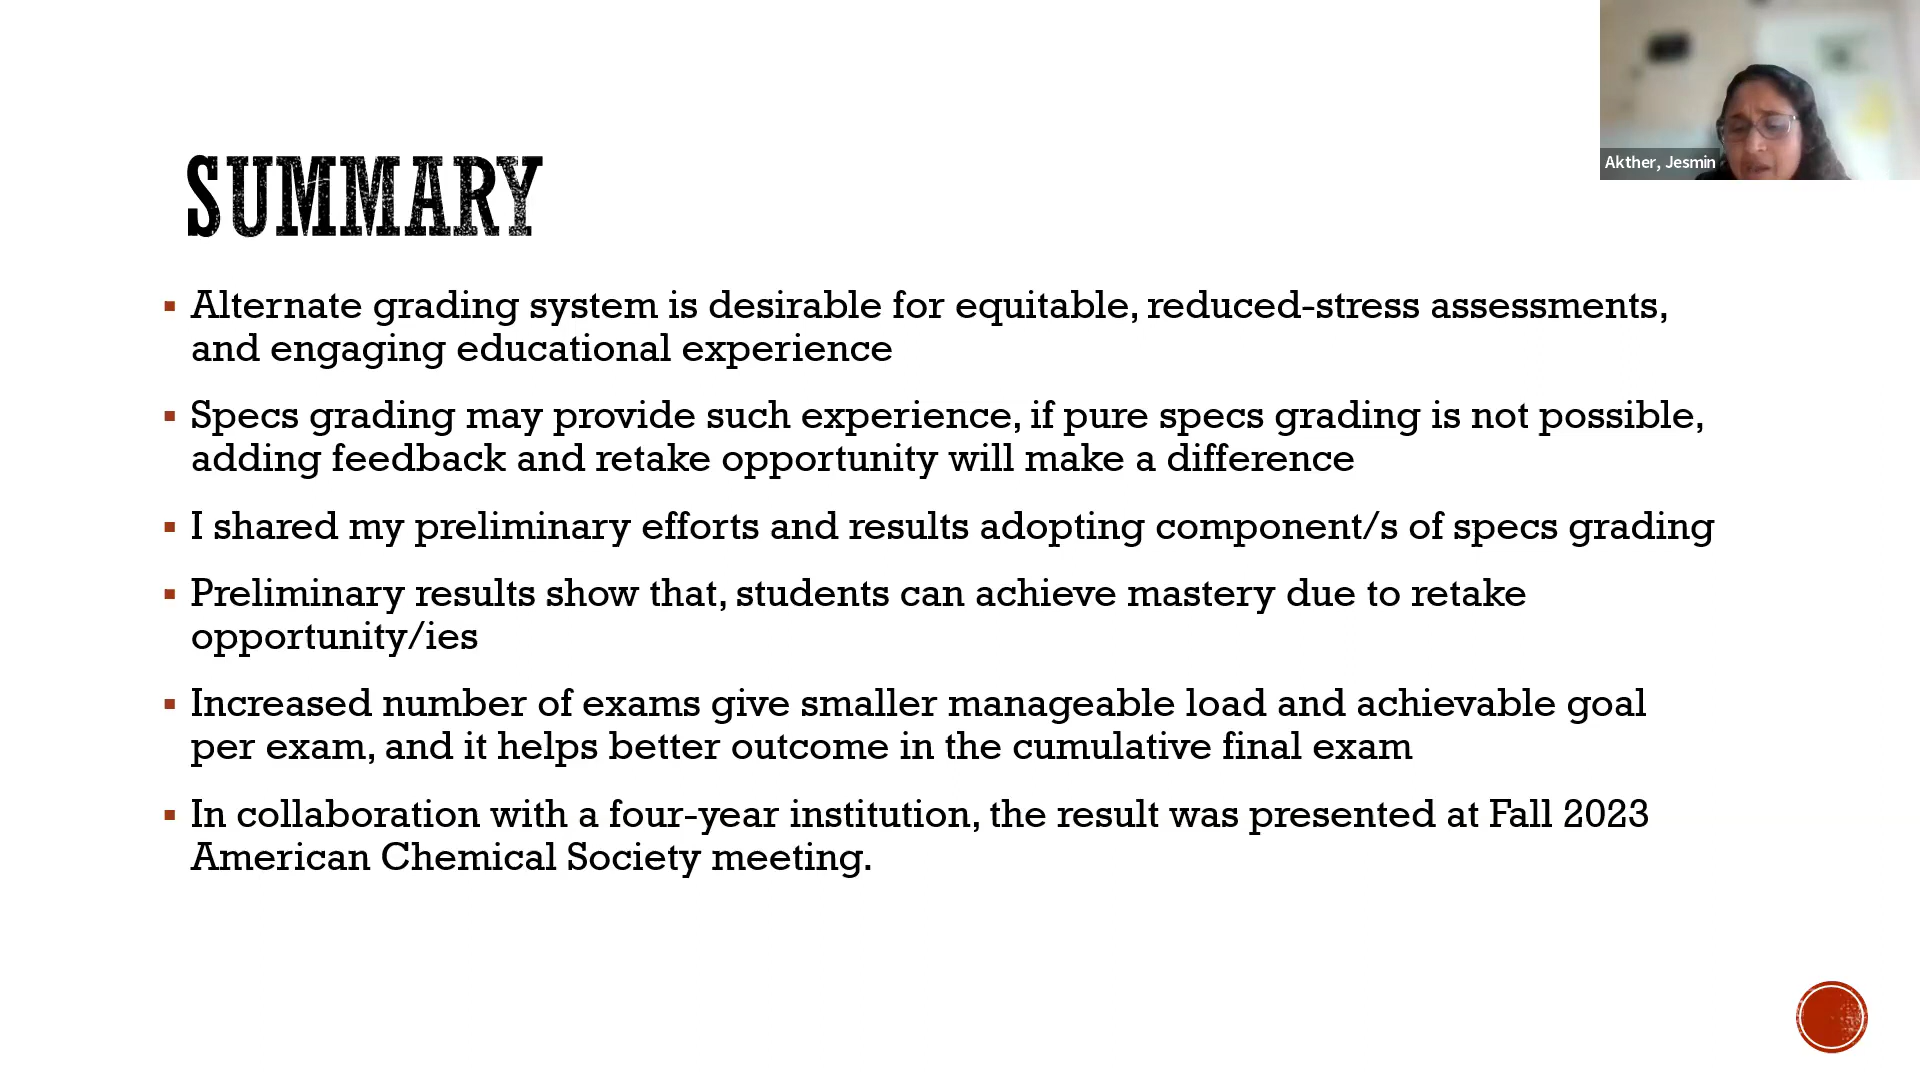 Akther, Jesmin
SUMMARY
▪ Alternate grading system is desirable for equitable, reduced-stress assessments,
and engaging educational experience
▪ Specs grading may provide such experience, if pure specs grading is not possible,
adding feedback and retake opportunity will make a difference
▪ I shared my preliminary efforts and results adopting component/s of specs grading
▪ Preliminary results show that, students can achieve mastery due to retake
opportunity/ies
▪ Increased number of exams give smaller manageable load and achievable goal
per exam, and it helps better outcome in the cumulative final exam
▪ In collaboration with a four-year institution, the result was presented at Fall 2023
American Chemical Society meeting.